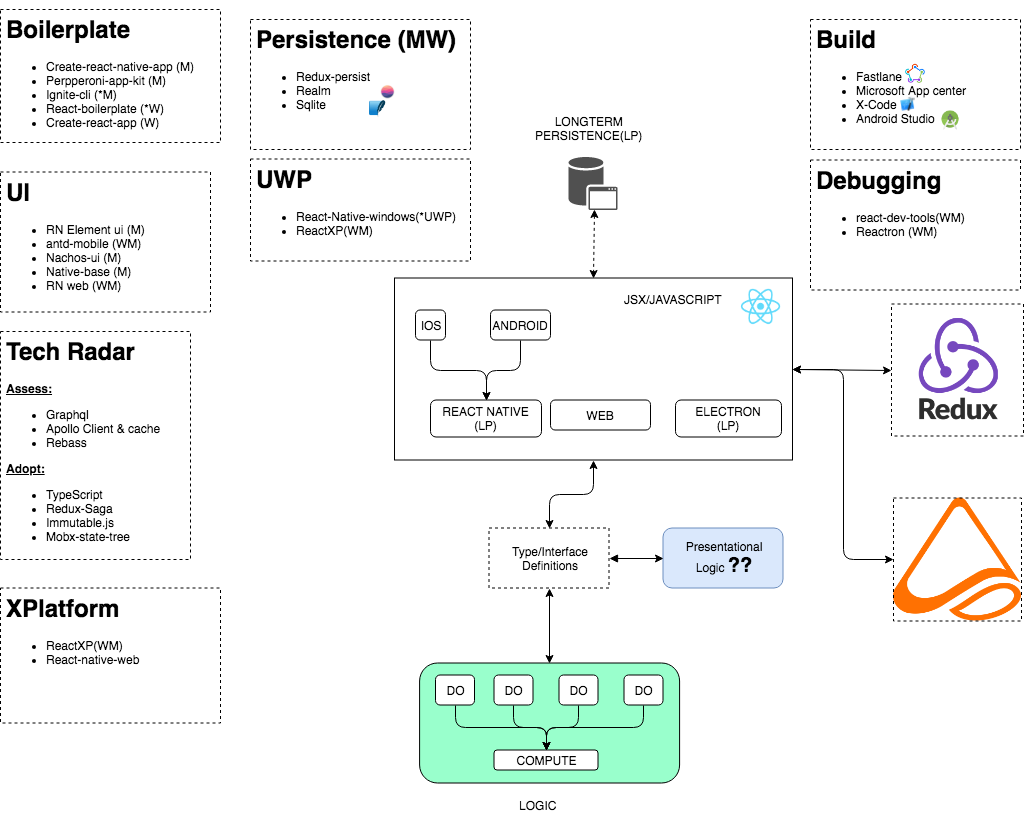 Boilerplate
Create-react-native-app (M)
Perpperoni-app-kit (M)
Ignite-cli (*M)
React-boilerplate (*W)
Create-react-app (W)
UI
RN Element ui (M)
antd-mobile (WM)
Nachos-ui (M)
Native-base (M)
RN web (WM)
Tech Radar
Assess:
Graphql
Apollo Client & cache
Rebass
Adopt:
TypeScript
Redux-Saga
Immutable.js
Mobx-state-tree
XPlatform
ReactXP(WM)
React-native-web
Persistence (MW)
Redux-persist
Realm
Sqlite
UWP
React-Native-windows(*UWP)
ReactXP(WM)
LONGTERM
PERSISTENCE(LP)
JSX/JAVASCRIPT
IOS
ANDROID
REACT NATIVE
(LP)
WEB
ELECTRON
(LP)
Type/Interface
Definitions
Presentational
Logic ??
DO
DO
DO
DO
COMPUTE
LOGIC
Build
Fastlane
Microsoft App center
X-Code
Android Studio
Debugging
react-dev-tools(WM)
Reactron (WM)
Redux